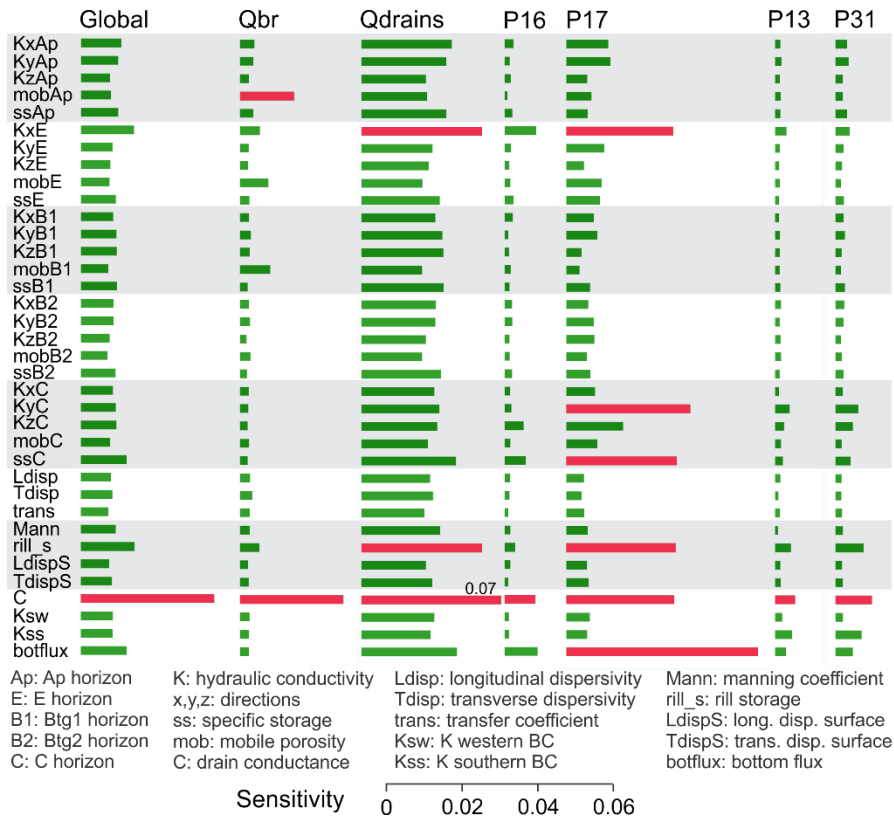 Global Qbr Qdrains P16 P17 P13 P31
KxAp
KyAp
KzAp
mobAp
ssAp
KxE
KyE
KzE
mobE
ssE
KxB1
KyB1
KzB1
mobB1
ssB1
KxB2
KyB2
KzB2
mobB2
ssB2
KxC
KyC
KzC
mobC
ssC
Ldisp
Tdisp
trans
Mann
rill_s
LdispS
TdispS
0.07
C
Ksw
Kss
botflux
Ap: Ap horizon K: hydraulic conductivity Ldisp: longitudinal dispersivity Mann: manning coefficient
E: E horizon x,y,z: directions Tdisp: transverse dispersivity rill_s: rill storage
B1: Btg1 horizon ss: specific storage trans: transfer coefficient LdispS: long. disp. surface
B2: Btg2 horizon mob: mobile porosity Ksw: K western BC TdispS: trans. disp. surface
C: C horizon C: drain conductance Kss: K southern BC botflux: bottom flux
Sensitivity 0 0.02 0.04 0.06